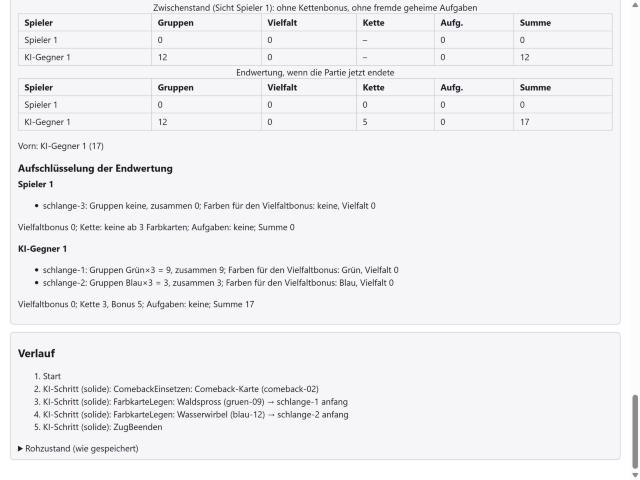 Zwischenstand (Sicht Spieler 1): ohne Kettenbonus, ohne fremde geheime Aufgaben
Spieler Gruppen Vielfalt Kette Aufg. Summe
Spieler 1 0 0 – 0 0
KI-Gegner 1 12 0 – 0 12
Endwertung, wenn die Partie jetzt endete
Spieler Gruppen Vielfalt Kette Aufg. Summe
Spieler 1 0 0 0 0 0
KI-Gegner 1 12 0 5 0 17
Vorn: KI-Gegner 1 (17)
Aufschlüsselung der Endwertung
Spieler 1
• schlange-3: Gruppen keine, zusammen 0; Farben für den Vielfaltbonus: keine, Vielfalt 0
Vielfaltbonus 0; Kette: keine ab 3 Farbkarten; Aufgaben: keine; Summe 0
KI-Gegner 1
• schlange-1: Gruppen Grün×3 = 9, zusammen 9; Farben für den Vielfaltbonus: Grün, Vielfalt 0
• schlange-2: Gruppen Blau×3 = 3, zusammen 3; Farben für den Vielfaltbonus: Blau, Vielfalt 0
Vielfaltbonus 0; Kette 3, Bonus 5; Aufgaben: keine; Summe 17
Verlauf
1. Start
2. KI-Schritt (solide): ComebackEinsetzen: Comeback-Karte (comeback-02)
3. KI-Schritt (solide): FarbkarteLegen: Waldspross (gruen-09) → schlange-1 anfang
4. KI-Schritt (solide): FarbkarteLegen: Wasserwirbel (blau-12) → schlange-2 anfang
5. KI-Schritt (solide): ZugBeenden
▶ Rohzustand (wie gespeichert)